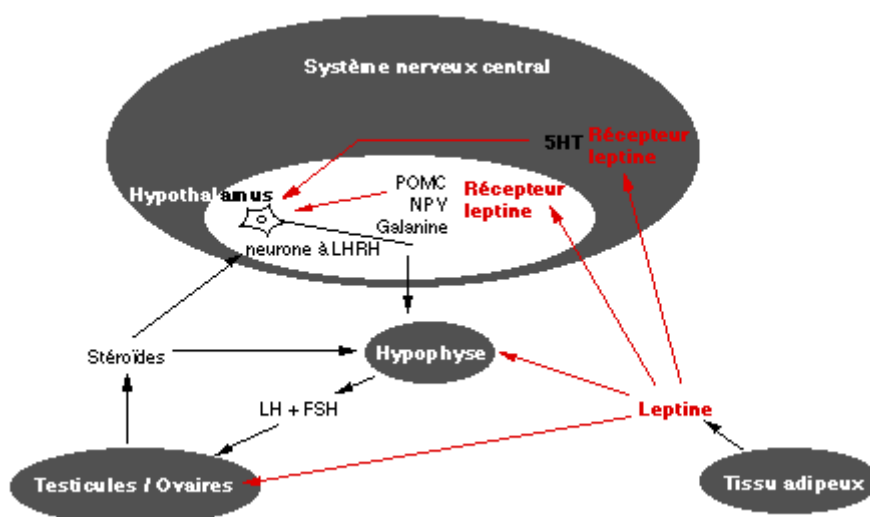 Système nerveux central
5HT Récepteur
leptine
Hypothalamus
POMC
NPV
Galanine
Récepteur
leptine
neurone à LHRH
Stéroïdes
Hypophyse
LH + FSH
Leptine
Testicules / Ovaires
Tissu adipeux